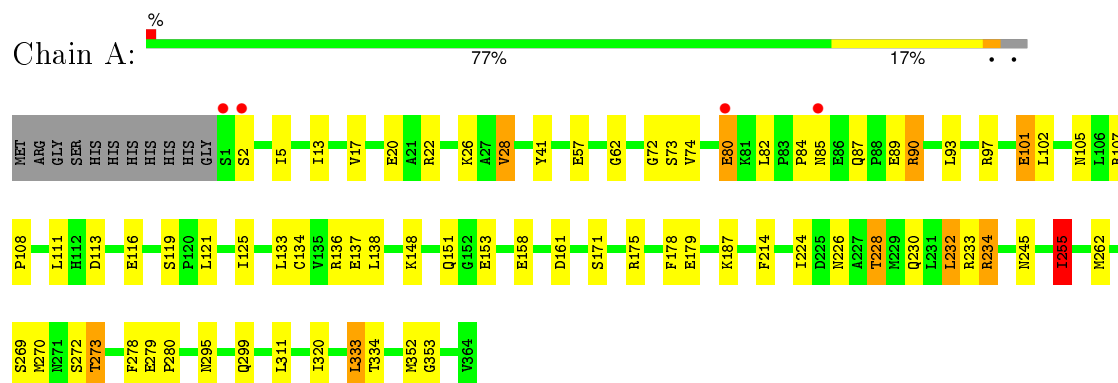 %
Chain A:
77% 17% • •
MET ARG GLY SER HIS HIS HIS HIS HIS HIS GLY S1 S2 I5 I13 V17 E20 A21 R22 K26 A27 V28 Y41 E57 G62 G72 S73 V74 E80 K81 L82 P83 P84 N85 E86 Q87 P88 E89 R90 L93 R97 E101 L102 N105 L106 R107
P108 L111 H112 D113 E116 S119 P120 L121 I125 L133 C134 V135 R136 E137 L138 K148 Q151 G152 E153 E158 D161 S171 R175 F178 E179 K187 F214 I224 D225 N226 A227 T228 M229 Q230 L231 L232 R233 R234 N245 I255 M262
S269 M270 N271 S272 T273 F278 E279 P280 N295 Q299 L311 I320 L333 T334 M352 G353 V364